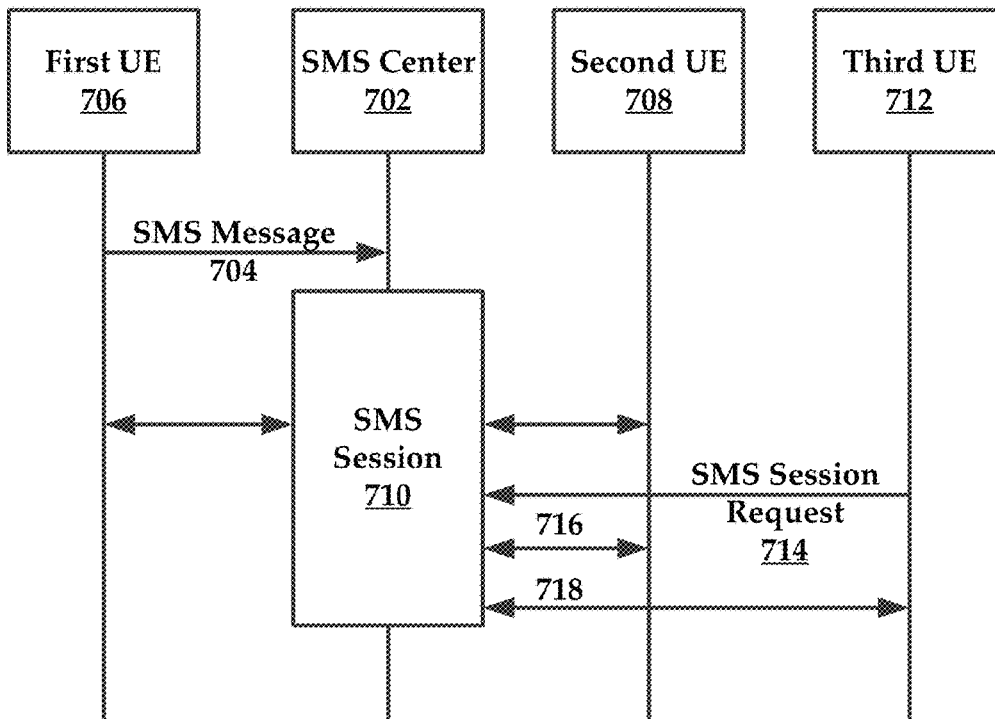 First UE
706
SMS Center
702
Second UE
708
Third UE
712
SMS Message
704
SMS
Session
710
SMS Session
Request
714
716
718